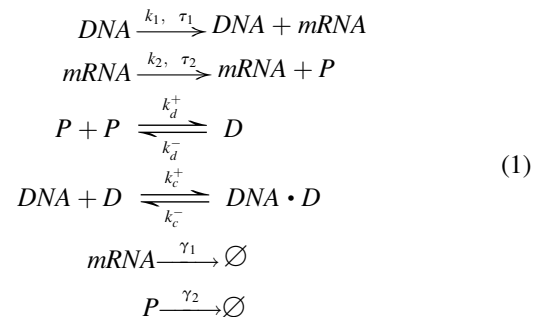 DNA —k₁, τ₁→ DNA + mRNA
mRNA —k₂, τ₂→ mRNA + P
P + P ⇌ D k_d^+ k_d^-
DNA + D ⇌ DNA • D k_c^+ k_c^-
(1)
mRNA —γ₁→ ∅
P —γ₂→ ∅